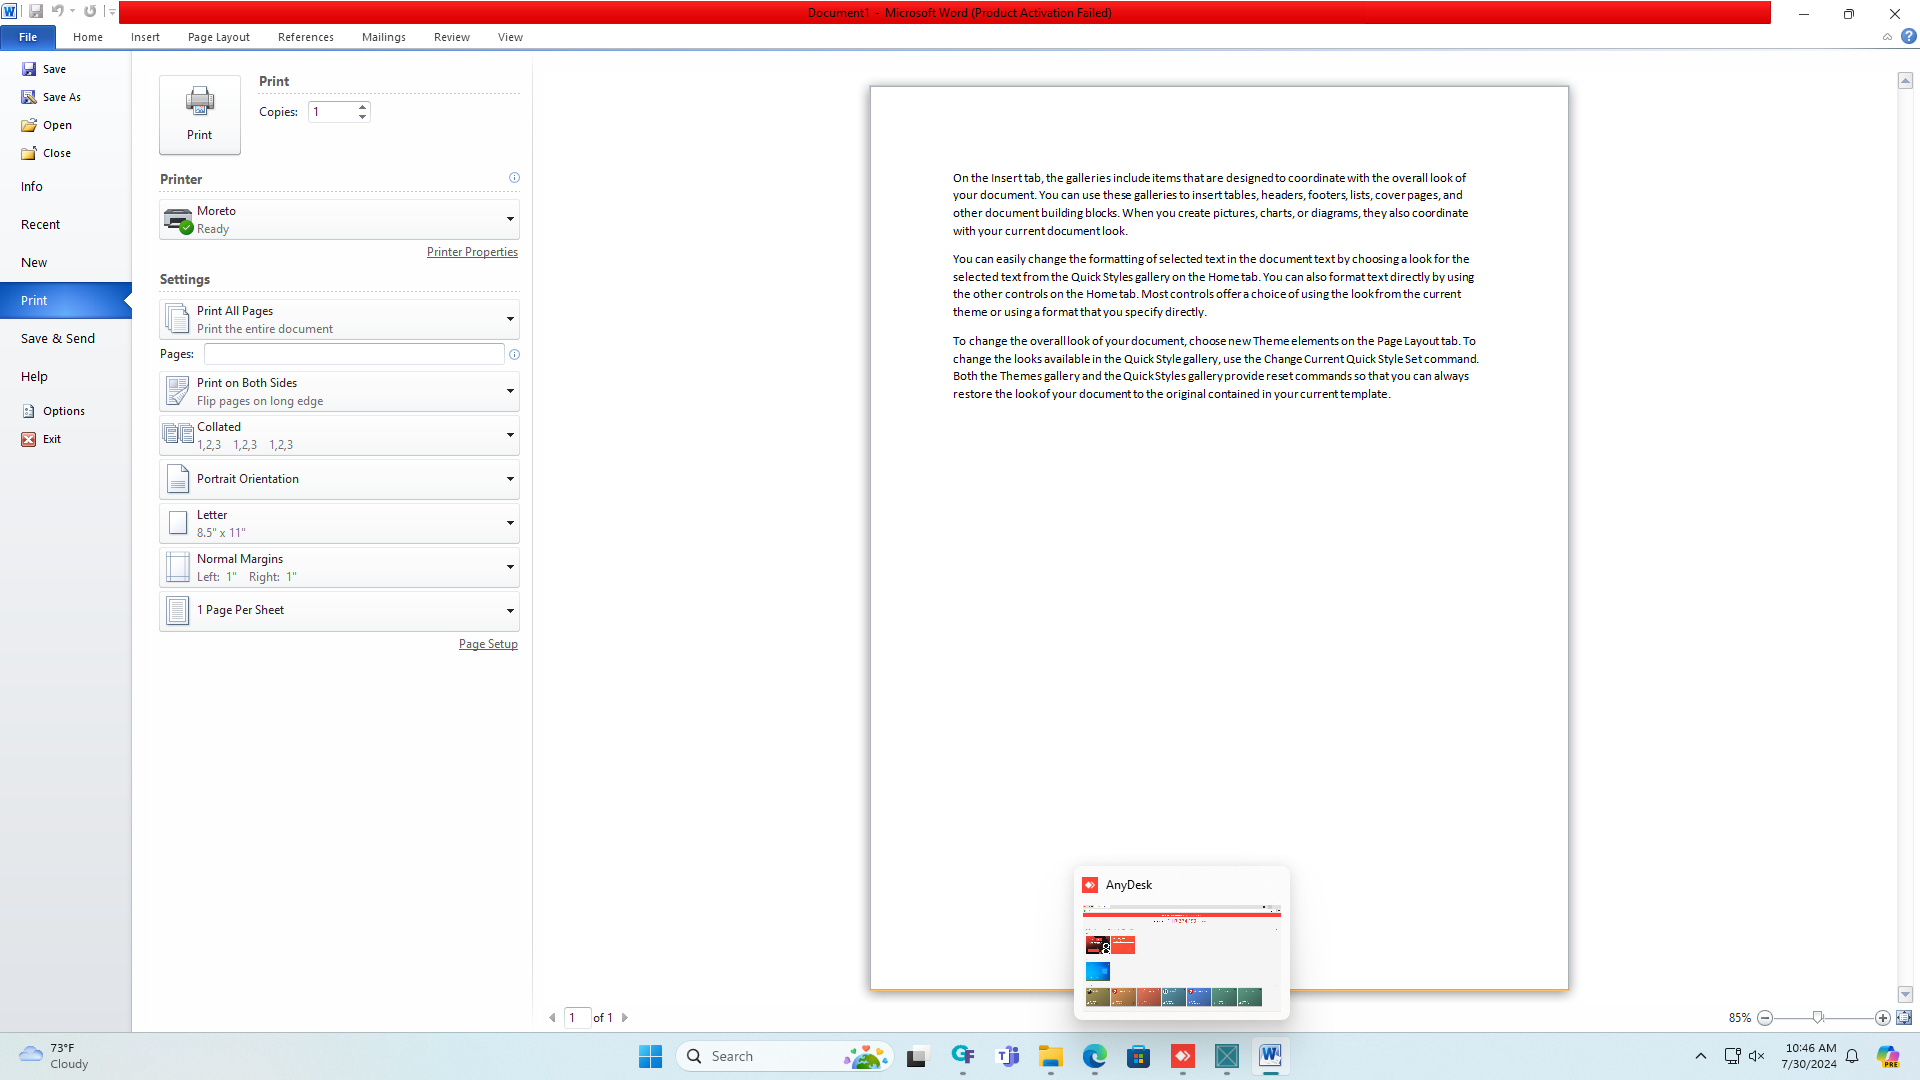 Document1 - Microsoft Word (Product Activation Failed)
File
Home
Insert
Page Layout
References
Mailings
Review
View
Save
Save As
Open
Close
Info
Recent
New
Print
Save & Send
Help
Options
Exit
Print
Print
Copies: 1
Printer
Moreto
Ready
Printer Properties
Settings
Print All Pages
Print the entire document
Pages:
Print on Both Sides
Flip pages on long edge
Collated
1,2,3 1,2,3 1,2,3
Portrait Orientation
Letter
8.5" x 11"
Normal Margins
Left: 1" Right: 1"
1 Page Per Sheet
Page Setup
On the Insert tab, the galleries include items that are designed to coordinate with the overall look of
your document. You can use these galleries to insert tables, headers, footers, lists, cover pages, and
other document building blocks. When you create pictures, charts, or diagrams, they also coordinate
with your current document look.
You can easily change the formatting of selected text in the document text by choosing a look for the
selected text from the Quick Styles gallery on the Home tab. You can also format text directly by using
the other controls on the Home tab. Most controls offer a choice of using the look from the current
theme or using a format that you specify directly.
To change the overall look of your document, choose new Theme elements on the Page Layout tab. To
change the looks available in the Quick Style gallery, use the Change Current Quick Style Set command.
Both the Themes gallery and the Quick Styles gallery provide reset commands so that you can always
restore the look of your document to the original contained in your current template.
AnyDesk
1 of 1
85%
73°F
Cloudy
Search
10:46 AM
7/30/2024
PRE